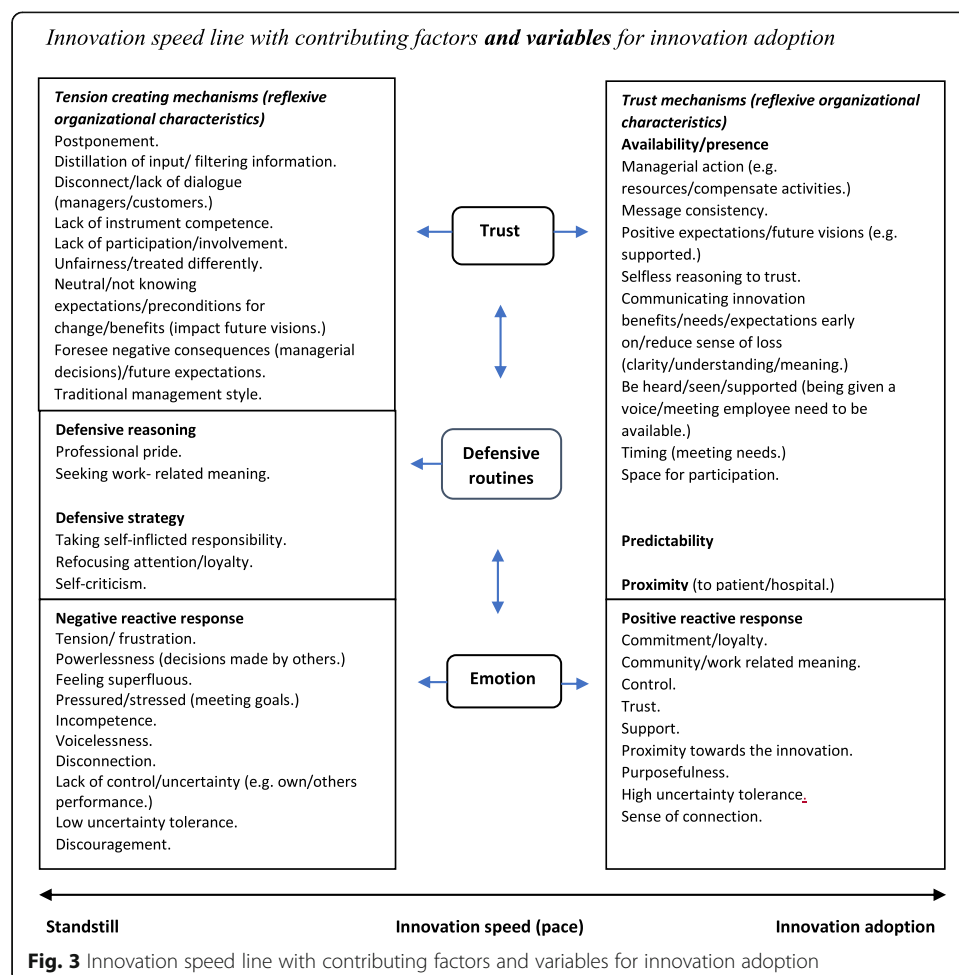 Innovation speed line with contributing factors and variables for innovation adoption
Tension creating mechanisms (reflexive
organizational characteristics)
Postponement.
Distillation of input/ filtering information.
Disconnect/lack of dialogue
(managers/customers.)
Lack of instrument competence.
Lack of participation/involvement.
Unfairness/treated differently.
Neutral/not knowing
expectations/preconditions for
change/benefits (impact future visions.)
Foresee negative consequences (managerial
decisions)/future expectations.
Traditional management style.
Defensive reasoning
Professional pride.
Seeking work- related meaning.
Defensive strategy
Taking self-inflicted responsibility.
Refocusing attention/loyalty.
Self-criticism.
Negative reactive response
Tension/ frustration.
Powerlessness (decisions made by others.)
Feeling superfluous.
Pressured/stressed (meeting goals.)
Incompetence.
Voicelessness.
Disconnection.
Lack of control/uncertainty (e.g. own/others
performance.)
Low uncertainty tolerance.
Discouragement.
Trust
Defensive
routines
Emotion
Trust mechanisms (reflexive organizational
characteristics)
Availability/presence
Managerial action (e.g.
resources/compensate activities.)
Message consistency.
Positive expectations/future visions (e.g.
supported.)
Selfless reasoning to trust.
Communicating innovation
benefits/needs/expectations early
on/reduce sense of loss
(clarity/understanding/meaning.)
Be heard/seen/supported (being given a
voice/meeting employee need to be
available.)
Timing (meeting needs.)
Space for participation.
Predictability
Proximity (to patient/hospital.)
Positive reactive response
Commitment/loyalty.
Community/work related meaning.
Control.
Trust.
Support.
Proximity towards the innovation.
Purposefulness.
High uncertainty tolerance.
Sense of connection.
Standstill
Innovation speed (pace)
Innovation adoption
Fig. 3 Innovation speed line with contributing factors and variables for innovation adoption